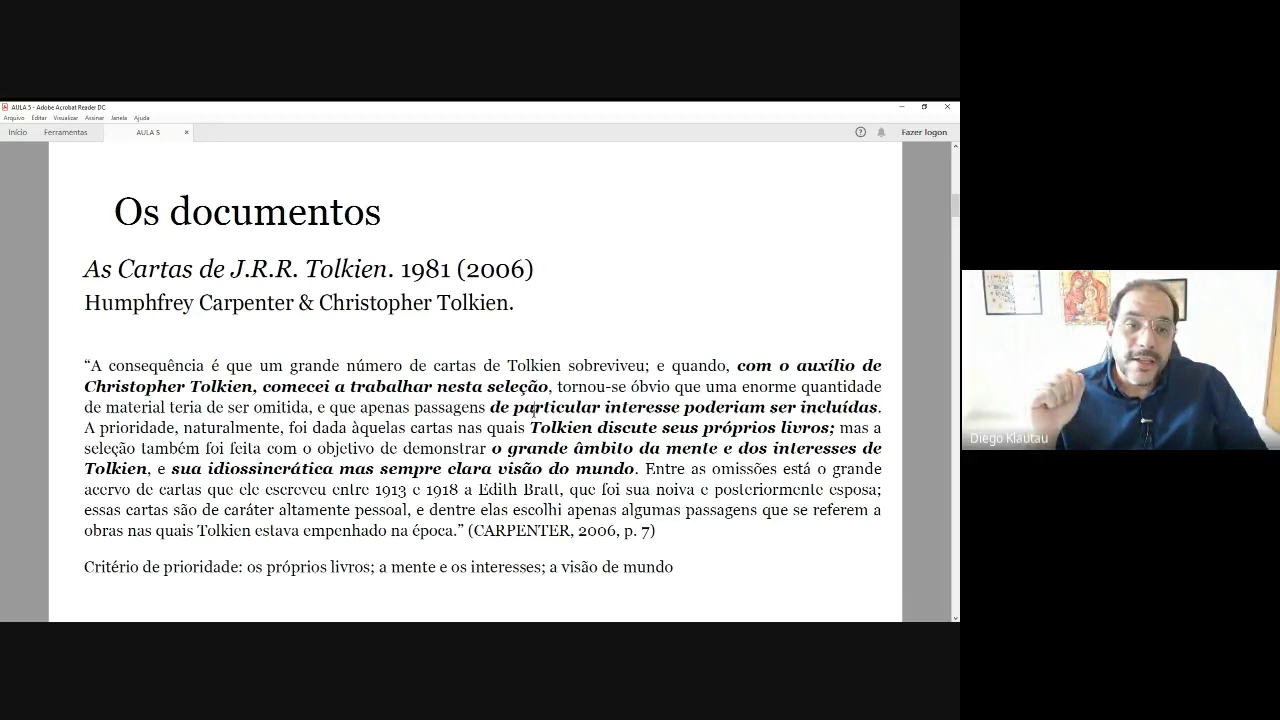 AULA 5 - Adobe Acrobat Reader DC
Arquivo Editar Visualizar Assinar Janela Ajuda
Início Ferramentas AULA 5 × Fazer logon
Os documentos
As Cartas de J.R.R. Tolkien. 1981 (2006)
Humphfrey Carpenter & Christopher Tolkien.
“A consequência é que um grande número de cartas de Tolkien sobreviveu; e quando, com o auxílio de
Christopher Tolkien, comecei a trabalhar nesta seleção, tornou-se óbvio que uma enorme quantidade
de material teria de ser omitida, e que apenas passagens de particular interesse poderiam ser incluídas.
A prioridade, naturalmente, foi dada àquelas cartas nas quais Tolkien discute seus próprios livros; mas a
seleção também foi feita com o objetivo de demonstrar o grande âmbito da mente e dos interesses de
Tolkien, e sua idiossincrática mas sempre clara visão do mundo. Entre as omissões está o grande
acervo de cartas que ele escreveu entre 1913 e 1918 a Edith Bratt, que foi sua noiva e posteriormente esposa;
essas cartas são de caráter altamente pessoal, e dentre elas escolhi apenas algumas passagens que se referem a
obras nas quais Tolkien estava empenhado na época.” (CARPENTER, 2006, p. 7)
Critério de prioridade: os próprios livros; a mente e os interesses; a visão de mundo
Diego Klautau